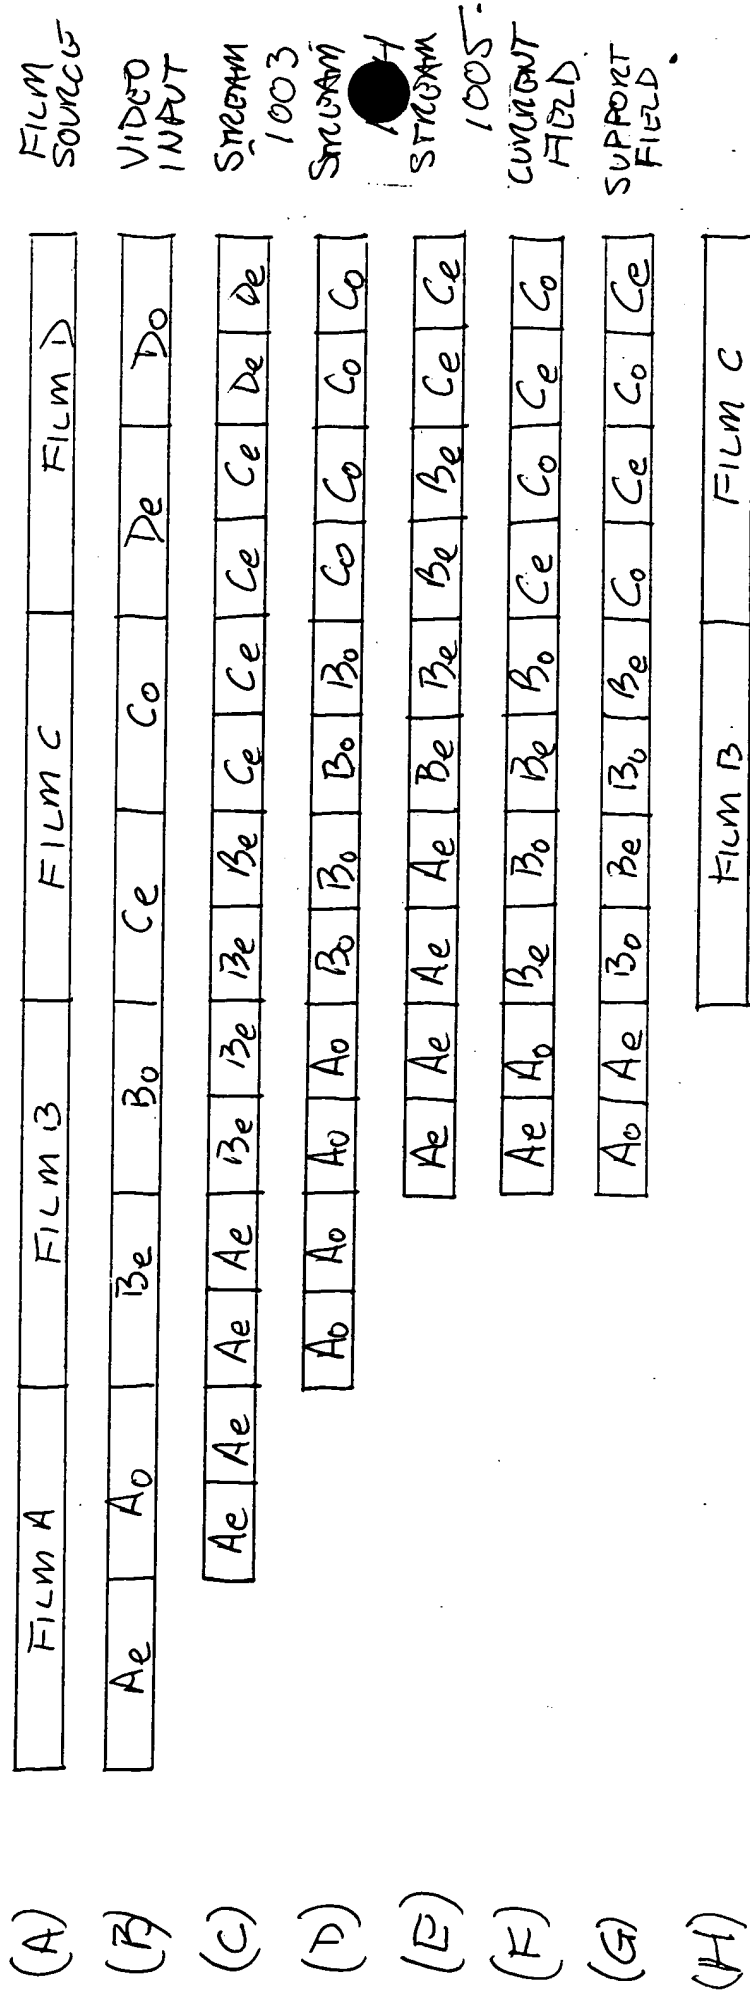 (A) FILM A FILM B FILM C FILM D FILM
SOURCE
(B) Ae Ao Be Bo Ce Co De Do VIDEO
INPUT
(C) Ae Ae Ae Ae Be Be Be Be Ce Ce Ce Ce De De STREAM
1003
(D) Ao Ao Ao Ao Bo Bo Bo Bo Co Co Co Co STREAM
(E) Ae Ae Ae Ae Be Be Be Be Ce Ce STREAM
1005
(F) Ae Ao Be Bo Be Bo Ce Co Ce Co CURRENT
FIELD
(G) Ao Ae Bo Be Bo Be Co Ce Co Ce SUPPORT
FIELD
(H) FILM B FILM C